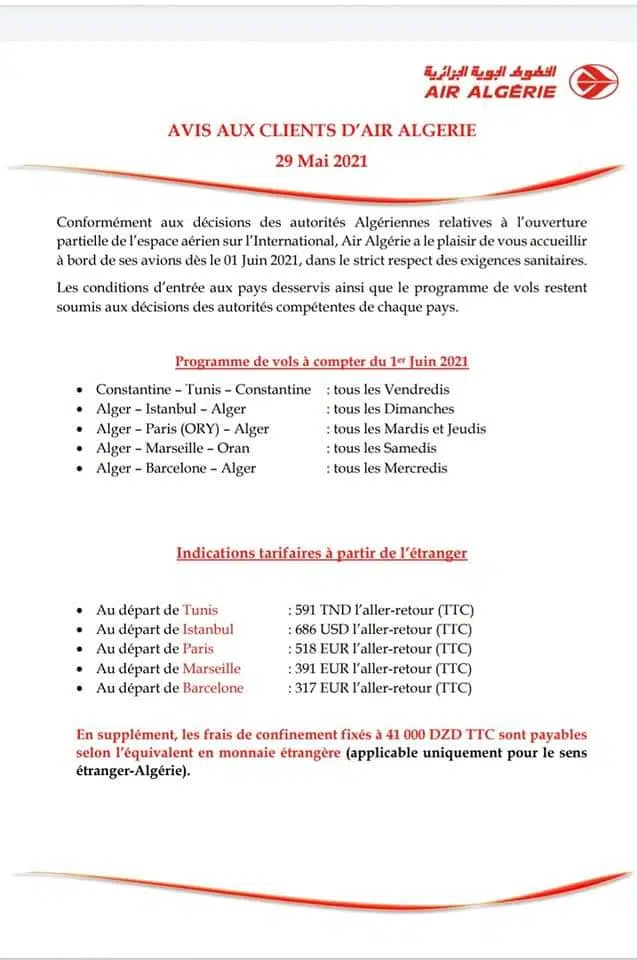 الخطوط الجوية الجزائرية
AIR ALGÉRIE
AVIS AUX CLIENTS D’AIR ALGERIE
29 Mai 2021
Conformément aux décisions des autorités Algériennes relatives à l’ouverture
partielle de l’espace aérien sur l’International, Air Algérie a le plaisir de vous accueillir
à bord de ses avions dès le 01 Juin 2021, dans le strict respect des exigences sanitaires.
Les conditions d’entrée aux pays desservis ainsi que le programme de vols restent
soumis aux décisions des autorités compétentes de chaque pays.
Programme de vols à compter du 1er Juin 2021
• Constantine – Tunis – Constantine : tous les Vendredis
• Alger – Istanbul – Alger : tous les Dimanches
• Alger – Paris (ORY) – Alger : tous les Mardis et Jeudis
• Alger – Marseille – Oran : tous les Samedis
• Alger – Barcelone – Alger : tous les Mercredis
Indications tarifaires à partir de l’étranger
• Au départ de Tunis : 591 TND l’aller-retour (TTC)
• Au départ de Istanbul : 686 USD l’aller-retour (TTC)
• Au départ de Paris : 518 EUR l’aller-retour (TTC)
• Au départ de Marseille : 391 EUR l’aller-retour (TTC)
• Au départ de Barcelone : 317 EUR l’aller-retour (TTC)
En supplément, les frais de confinement fixés à 41 000 DZD TTC sont payables
selon l’équivalent en monnaie étrangère (applicable uniquement pour le sens
étranger-Algérie).